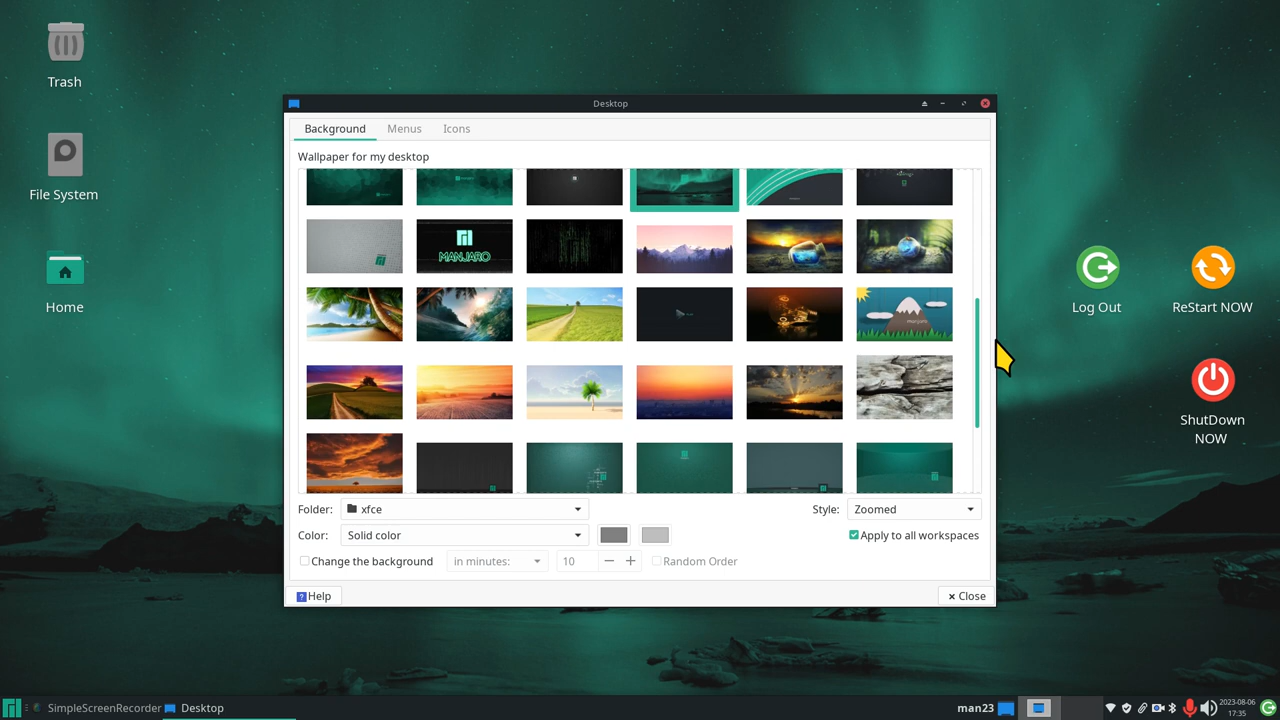 Trash
File System
Home
Desktop
Background
Menus
Icons
Wallpaper for my desktop
MANJARO
Folder:
xfce
Style:
Zoomed
Color:
Solid color
Apply to all workspaces
Change the background
in minutes:
10
Random Order
Help
Close
Log Out
ReStart NOW
ShutDown
NOW
SimpleScreenRecorder
Desktop
man23
2023-08-06
17:35